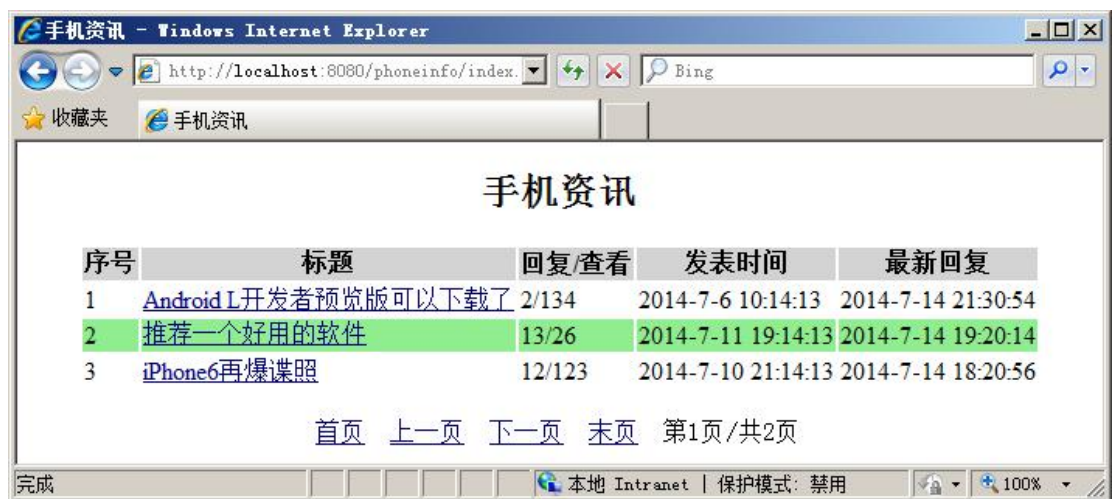 手机资讯 - Windows Internet Explorer
http://localhost:8080/phoneinfo/index. Bing
收藏夹 手机资讯
手机资讯
序号 标题 回复/查看 发表时间 最新回复
1 Android L开发者预览版可以下载了 2/134 2014-7-6 10:14:13 2014-7-14 21:30:54
2 推荐一个好用的软件 13/26 2014-7-11 19:14:13 2014-7-14 19:20:14
3 iPhone6再爆谍照 12/123 2014-7-10 21:14:13 2014-7-14 18:20:56
首页 上一页 下一页 末页 第1页/共2页
完成 本地 Intranet | 保护模式: 禁用 100%